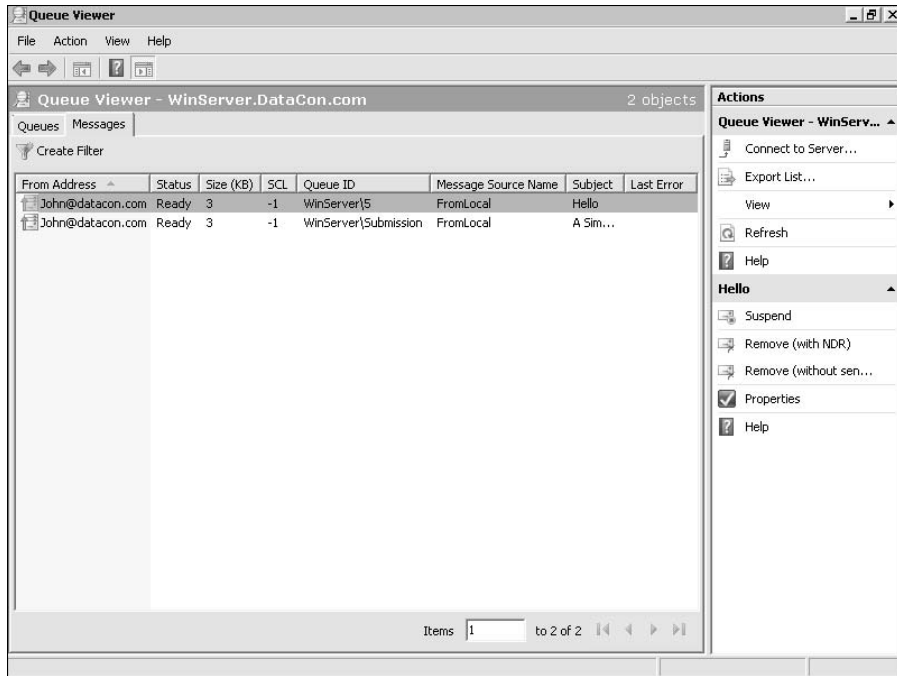 Queue Viewer
File Action View Help
Queue Viewer - WinServer.DataCon.com 2 objects
Queues Messages
Create Filter
From Address Status Size (KB) SCL Queue ID Message Source Name Subject Last Error
John@datacon.com Ready 3 -1 WinServer\5 FromLocal Hello
John@datacon.com Ready 3 -1 WinServer\Submission FromLocal A Sim...
Items 1 to 2 of 2
Actions
Queue Viewer - WinServ...
Connect to Server...
Export List...
View
Refresh
Help
Hello
Suspend
Remove (with NDR)
Remove (without sen...
Properties
Help